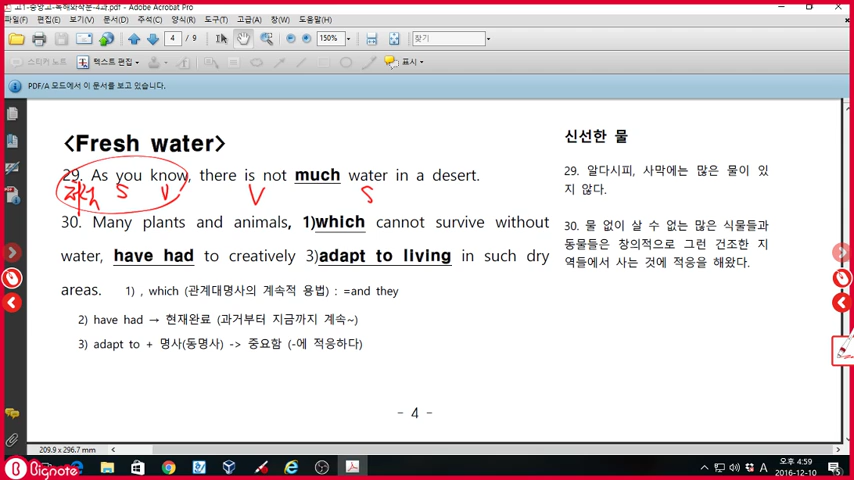 고1-중앙고-독해와작문-4과.pdf - Adobe Acrobat Pro
파일(F) 편집(E) 보기(V) 문서(D) 주석(C) 양식(R) 도구(T) 고급(A) 창(W) 도움말(H)
4 / 9 150% 찾기
스티커 노트 텍스트 편집 표시
PDF/A 모드에서 이 문서를 보고 있습니다.
<Fresh water>
29. As you know, there is not much water in a desert.
접 S V V S
30. Many plants and animals, 1)which cannot survive without
water, have had to creatively 3)adapt to living in such dry
areas. 1) , which (관계대명사의 계속적 용법) : =and they
2) have had → 현재완료 (과거부터 지금까지 계속~)
3) adapt to + 명사(동명사) -> 중요함 (-에 적응하다)
신선한 물
29. 알다시피, 사막에는 많은 물이 있
지 않다.
30. 물 없이 살 수 없는 많은 식물들과
동물들은 창의적으로 그런 건조한 지
역들에서 사는 것에 적응을 해왔다.
- 4 -
209.9 x 296.7 mm
Bignote
A 오후 4:59
2016-12-10